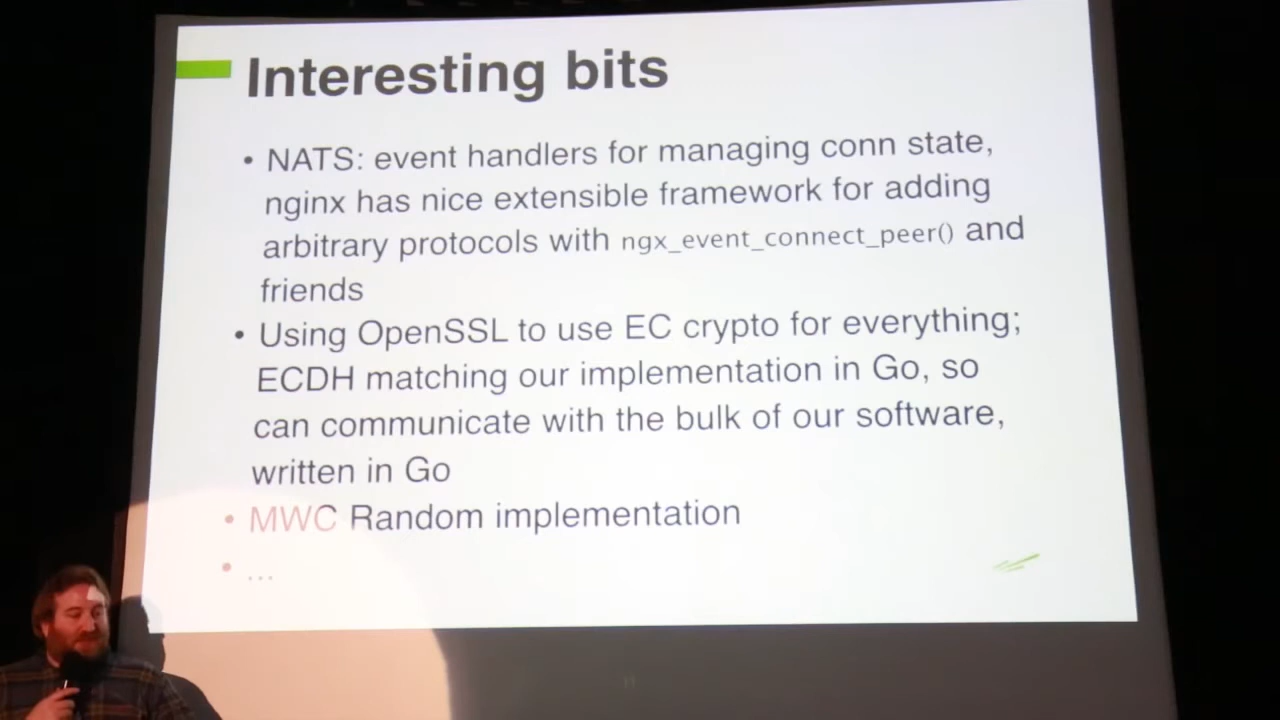 Interesting bits
• NATS: event handlers for managing conn state,
nginx has nice extensible framework for adding
arbitrary protocols with ngx_event_connect_peer() and
friends
• Using OpenSSL to use EC crypto for everything;
ECDH matching our implementation in Go, so
can communicate with the bulk of our software,
written in Go
• MWC Random implementation
• ...